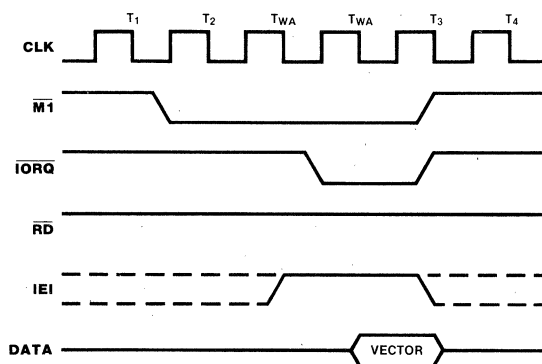 T1 T2 TWA TWA T3 T4
CLK
M1
IORQ
RD
IEI
DATA VECTOR